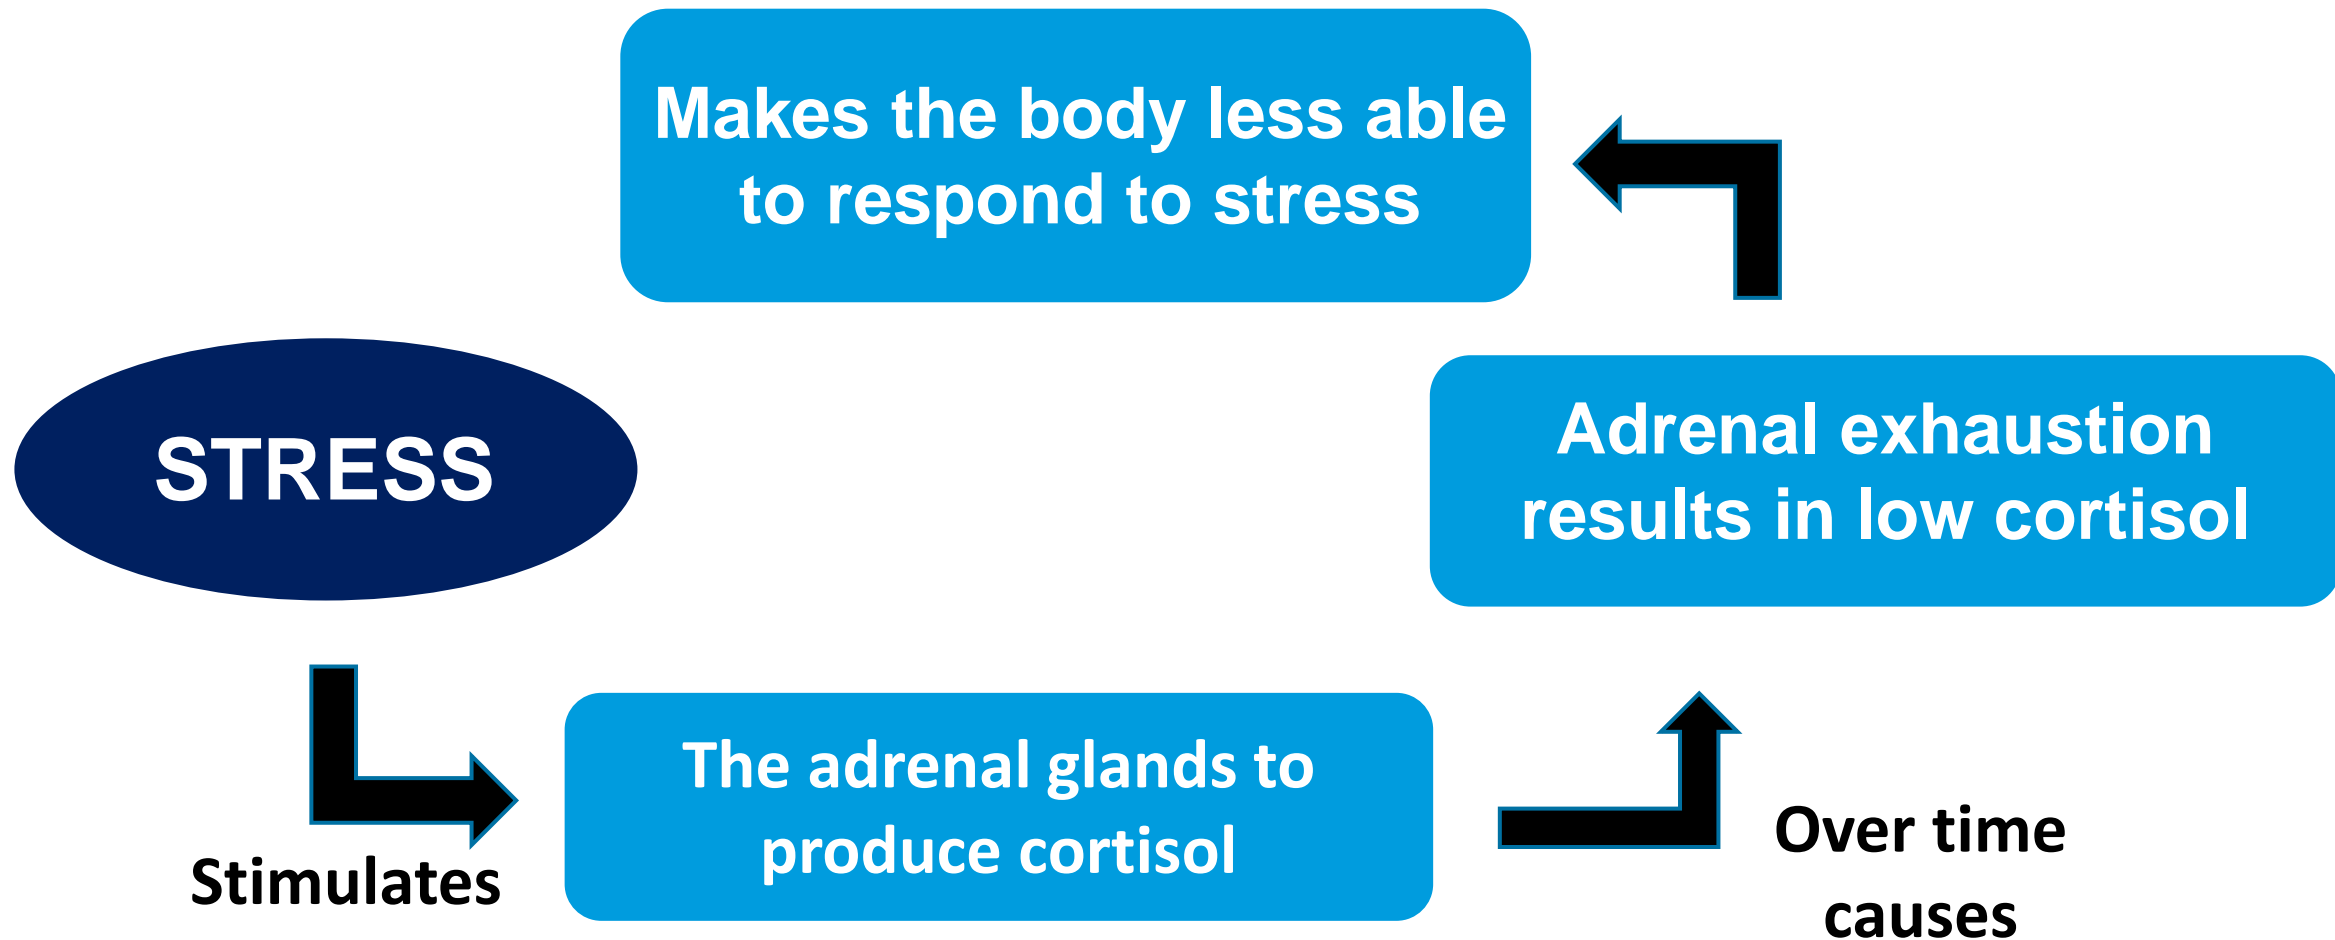 Makes the body less able
to respond to stress
STRESS
Adrenal exhaustion
results in low cortisol
The adrenal glands to
produce cortisol
Stimulates
Over time
causes